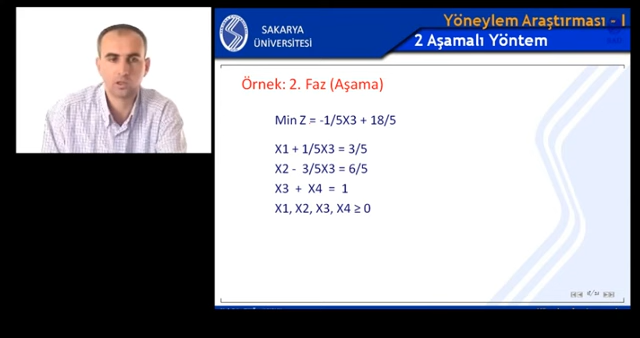 SAKARYA
ÜNİVERSİTESİ
Yöneylem Araştırması - I
2 Aşamalı Yöntem
Örnek: 2. Faz (Aşama)
Min Z = -1/5X3 + 18/5
X1 + 1/5X3 = 3/5
X2 - 3/5X3 = 6/5
X3 + X4 = 1
X1, X2, X3, X4 ≥ 0